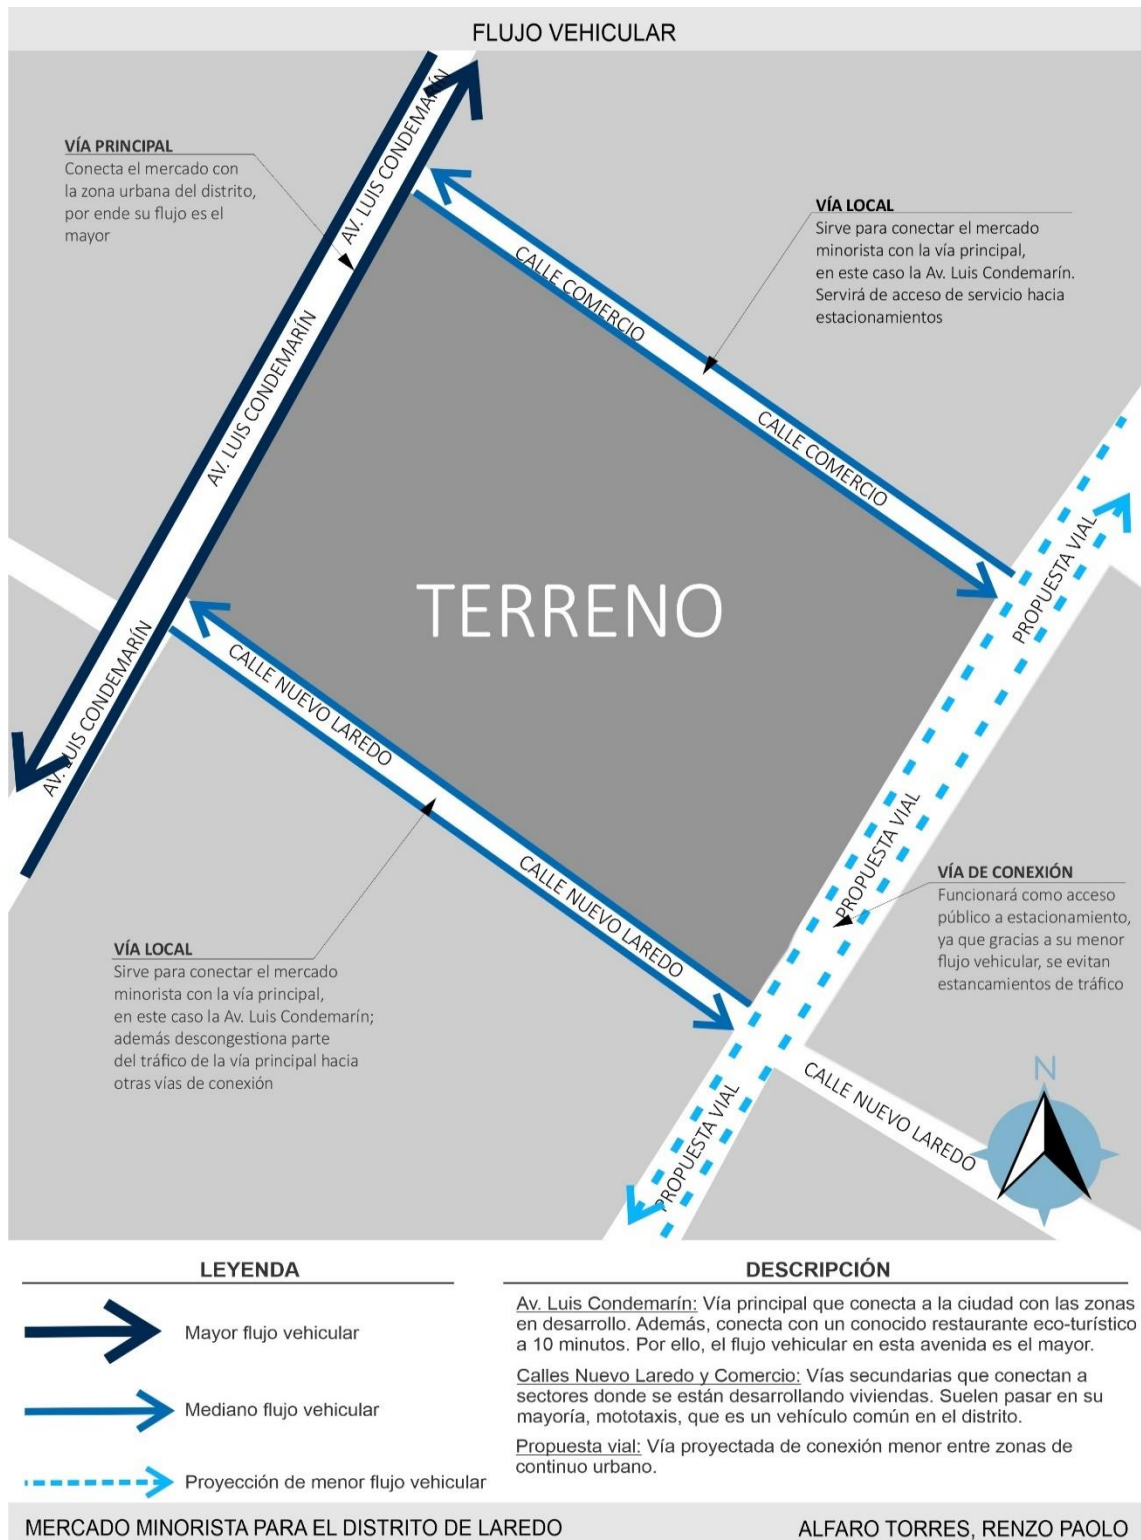 FLUJO VEHICULAR
VÍA PRINCIPAL
Conecta el mercado con
la zona urbana del distrito,
por ende su flujo es el
mayor
AV. LUIS CONDEMARÍN
AV. LUIS CONDEMARÍN
AV. LUIS CONDEMARÍN
VÍA LOCAL
Sirve para conectar el mercado
minorista con la vía principal,
en este caso la Av. Luis Condemarín.
Servirá de acceso de servicio hacia
estacionamientos
CALLE COMERCIO
CALLE COMERCIO
TERRENO
PROPUESTA VIAL
PROPUESTA VIAL
PROPUESTA VIAL
CALLE NUEVO LAREDO
CALLE NUEVO LAREDO
CALLE NUEVO LAREDO
VÍA DE CONEXIÓN
Funcionará como acceso
público a estacionamiento,
ya que gracias a su menor
flujo vehicular, se evitan
estancamientos de tráfico
VÍA LOCAL
Sirve para conectar el mercado
minorista con la vía principal,
en este caso la Av. Luis Condemarín;
además descongestiona parte
del tráfico de la vía principal hacia
otras vías de conexión
N
LEYENDA
Mayor flujo vehicular
Mediano flujo vehicular
Proyección de menor flujo vehicular
DESCRIPCIÓN
Av. Luis Condemarín: Vía principal que conecta a la ciudad con las zonas
en desarrollo. Además, conecta con un conocido restaurante eco-turístico
a 10 minutos. Por ello, el flujo vehicular en esta avenida es el mayor.
Calles Nuevo Laredo y Comercio: Vías secundarias que conectan a
sectores donde se están desarrollando viviendas. Suelen pasar en su
mayoría, mototaxis, que es un vehículo común en el distrito.
Propuesta vial: Vía proyectada de conexión menor entre zonas de
continuo urbano.
MERCADO MINORISTA PARA EL DISTRITO DE LAREDO
ALFARO TORRES, RENZO PAOLO